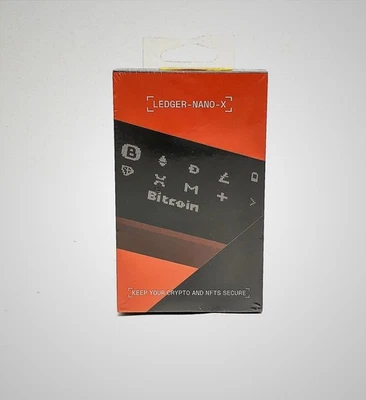 [LEDGER-NANO-X]
Bitcoin
[KEEP YOUR CRYPTO AND NFTS SECURE]